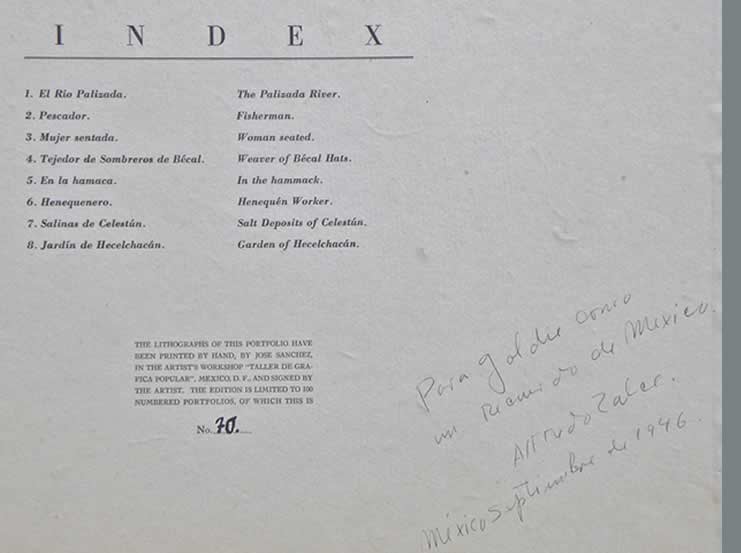 INDEX
1. El Rio Palizada. The Palizada River.
2. Pescador. Fisherman.
3. Mujer sentada. Woman seated.
4. Tejedor de Sombreros de Bécal. Weaver of Bécal Hats.
5. En la hamaca. In the hammack.
6. Henequenero. Henequén Worker.
7. Salinas de Celestún. Salt Deposits of Celestún.
8. Jardín de Hecelchacán. Garden of Hecelchacán.
THE LITHOGRAPHS OF THIS PORTFOLIO HAVE
BEEN PRINTED BY HAND, BY JOSE SANCHEZ,
IN THE ARTIST'S WORKSHOP "TALLER DE GRA-
FICA POPULAR", MEXICO, D. F., AND SIGNED BY
THE ARTIST. THE EDITION IS LIMITED TO 100
NUMBERED PORTFOLIOS, OF WHICH THIS IS
No. 70.
Para Goldie como
un recuerdo de Mexico.
Alfredo Zalce.
México Septiembre de 1946.